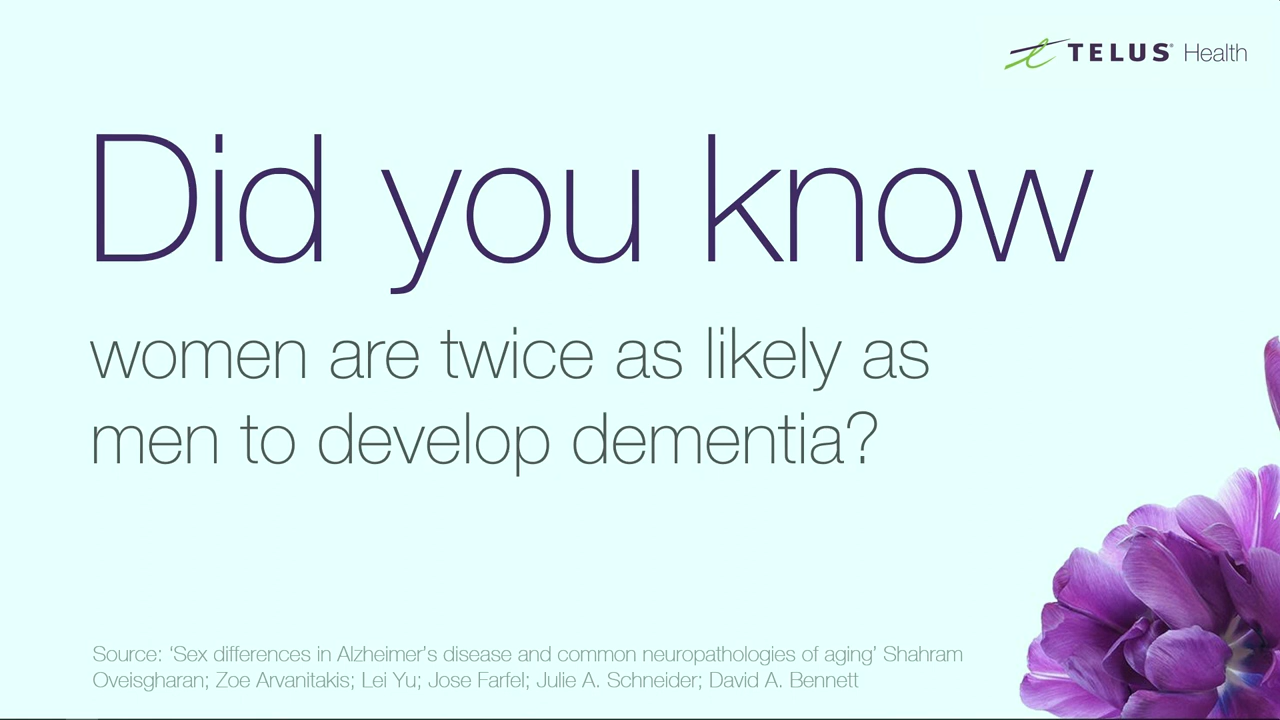 TELUS® Health
Did you know
women are twice as likely as
men to develop dementia?
Source: ‘Sex differences in Alzheimer’s disease and common neuropathologies of aging’ Shahram
Oveisgharan; Zoe Arvanitakis; Lei Yu; Jose Farfel; Julie A. Schneider; David A. Bennett